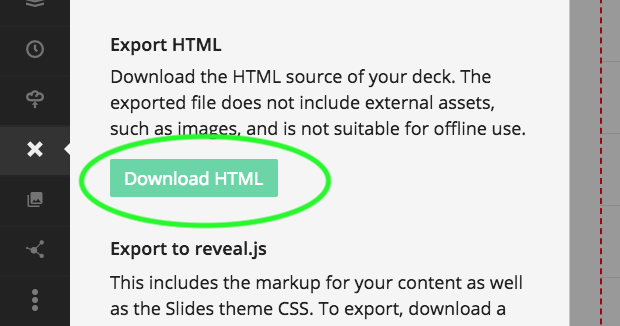 Export HTML
Download the HTML source of your deck. The
exported file does not include external assets,
such as images, and is not suitable for offline use.
Download HTML
Export to reveal.js
This includes the markup for your content as well
as the Slides theme CSS. To export, download a